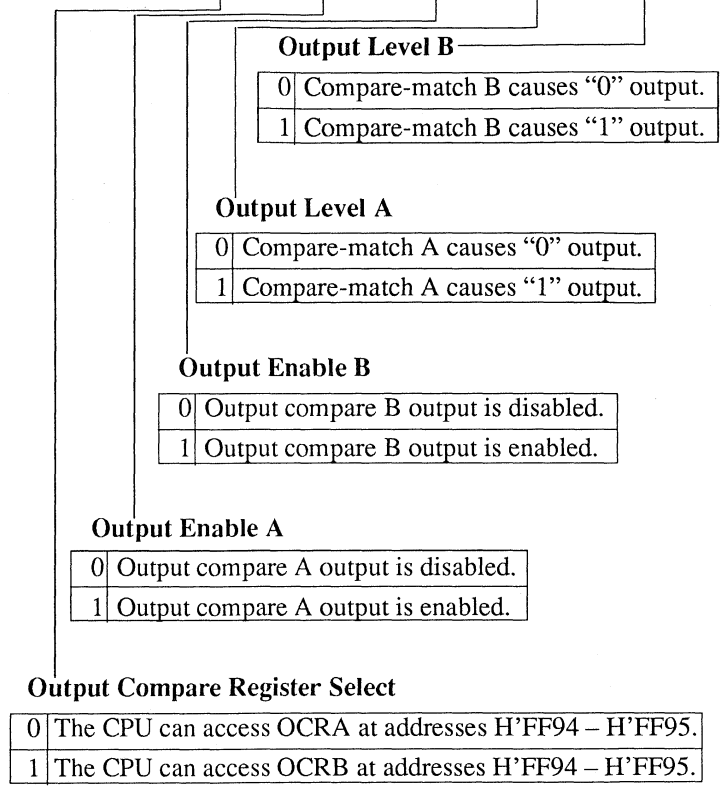 Output Level B
0 Compare-match B causes “0” output.
1 Compare-match B causes “1” output.
Output Level A
0 Compare-match A causes “0” output.
1 Compare-match A causes “1” output.
Output Enable B
0 Output compare B output is disabled.
1 Output compare B output is enabled.
Output Enable A
0 Output compare A output is disabled.
1 Output compare A output is enabled.
Output Compare Register Select
0 The CPU can access OCRA at addresses H'FF94 – H'FF95.
1 The CPU can access OCRB at addresses H'FF94 – H'FF95.